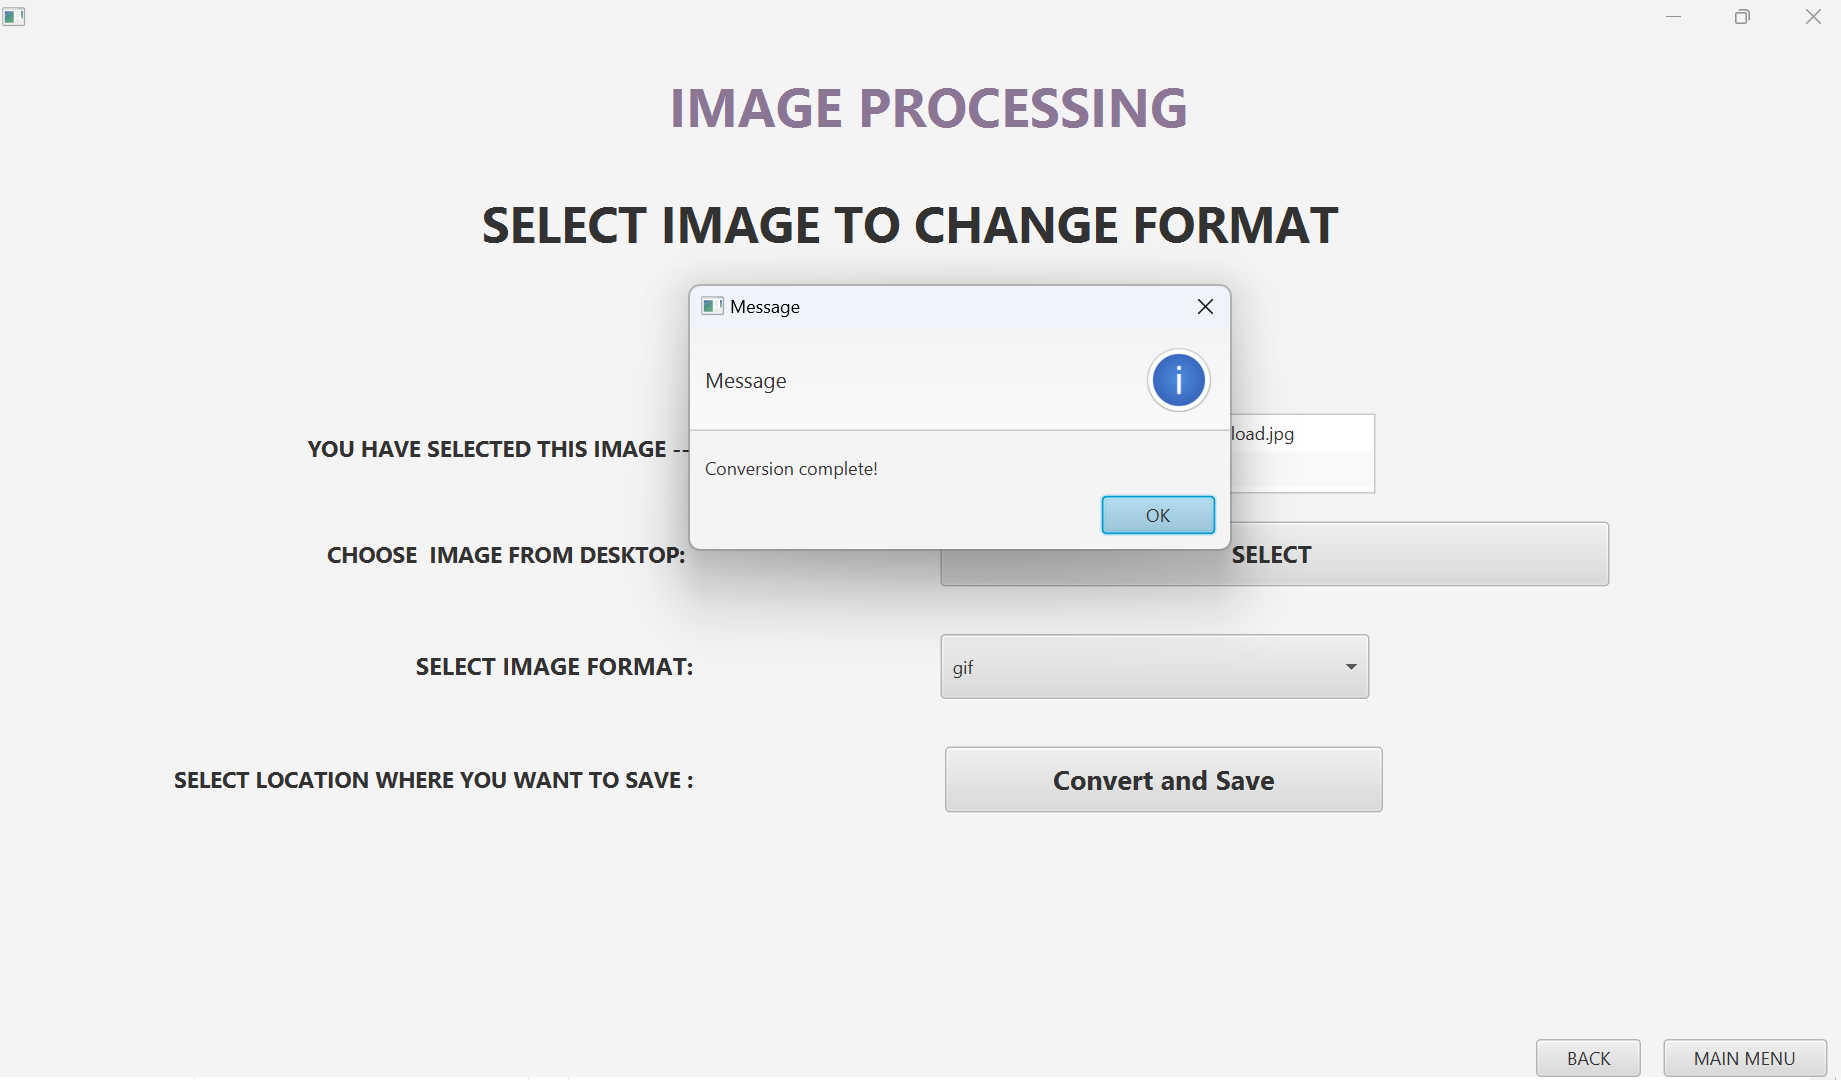 IMAGE PROCESSING
SELECT IMAGE TO CHANGE FORMAT
Message
Message
Conversion complete!
OK
YOU HAVE SELECTED THIS IMAGE --
load.jpg
CHOOSE  IMAGE FROM DESKTOP:
SELECT
SELECT IMAGE FORMAT:
gif
SELECT LOCATION WHERE YOU WANT TO SAVE :
Convert and Save
BACK
MAIN MENU